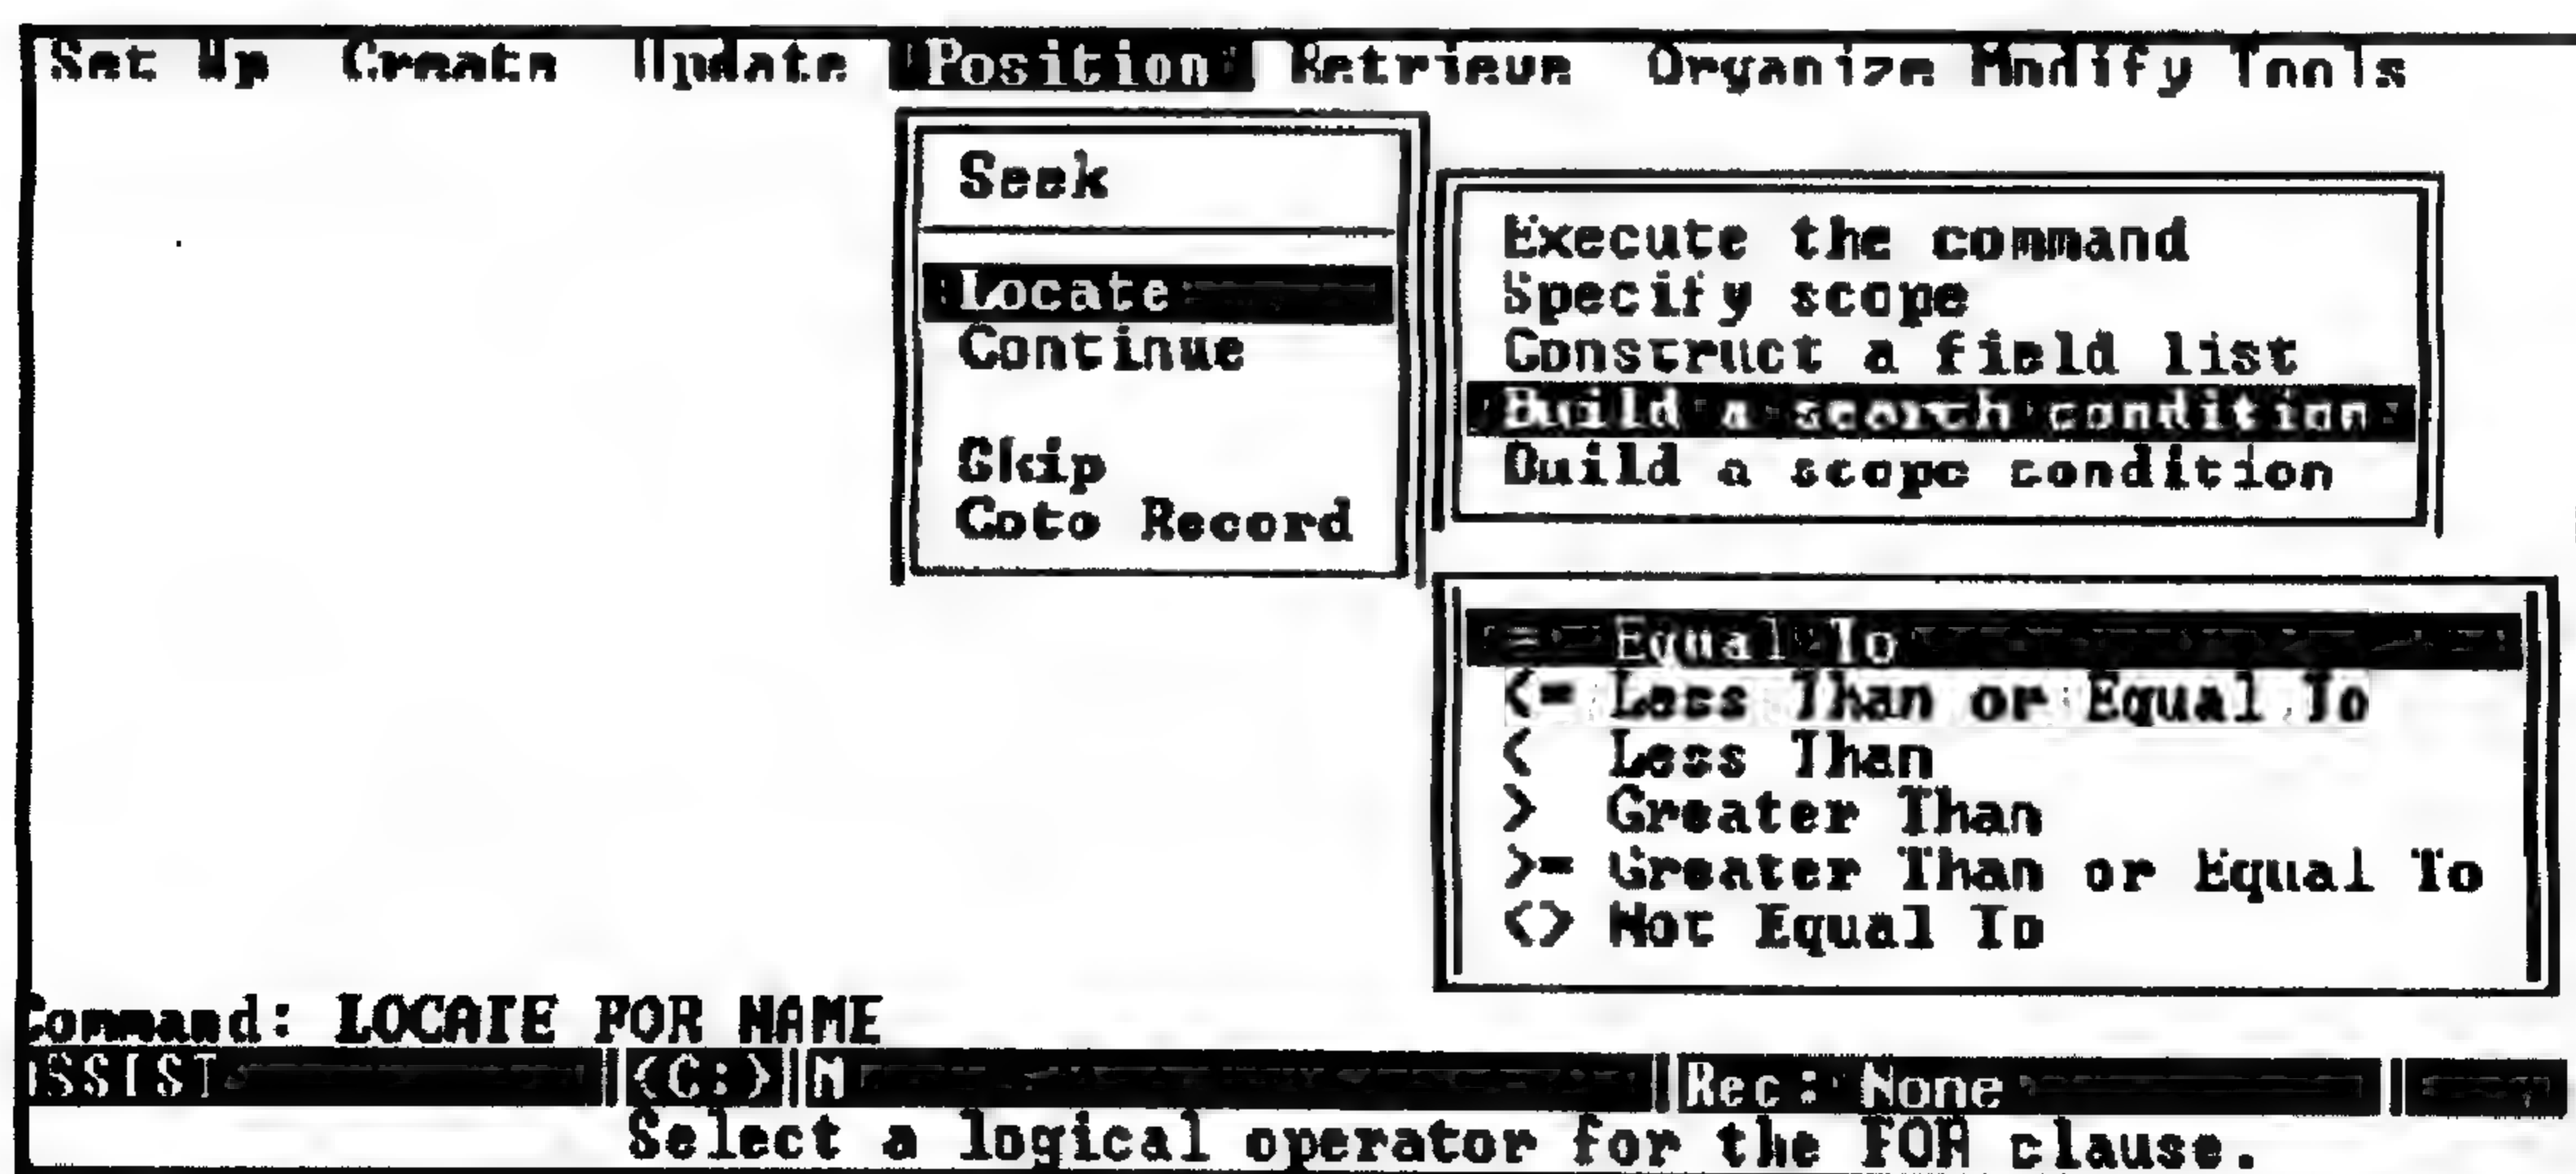 Set Up Create Update Position Retrieve Organize Modify Tools
Seek
Locate
Continue
Skip
Goto Record
Execute the command
Specify scope
Construct a field list
Build a search condition
Build a scope condition
= Equal To
<= Less Than or Equal To
< Less Than
> Greater Than
>= Greater Than or Equal To
<> Not Equal To
Command: LOCATE FOR NAME
ASSIST <C:> N Rec: None
Select a logical operator for the FOR clause.